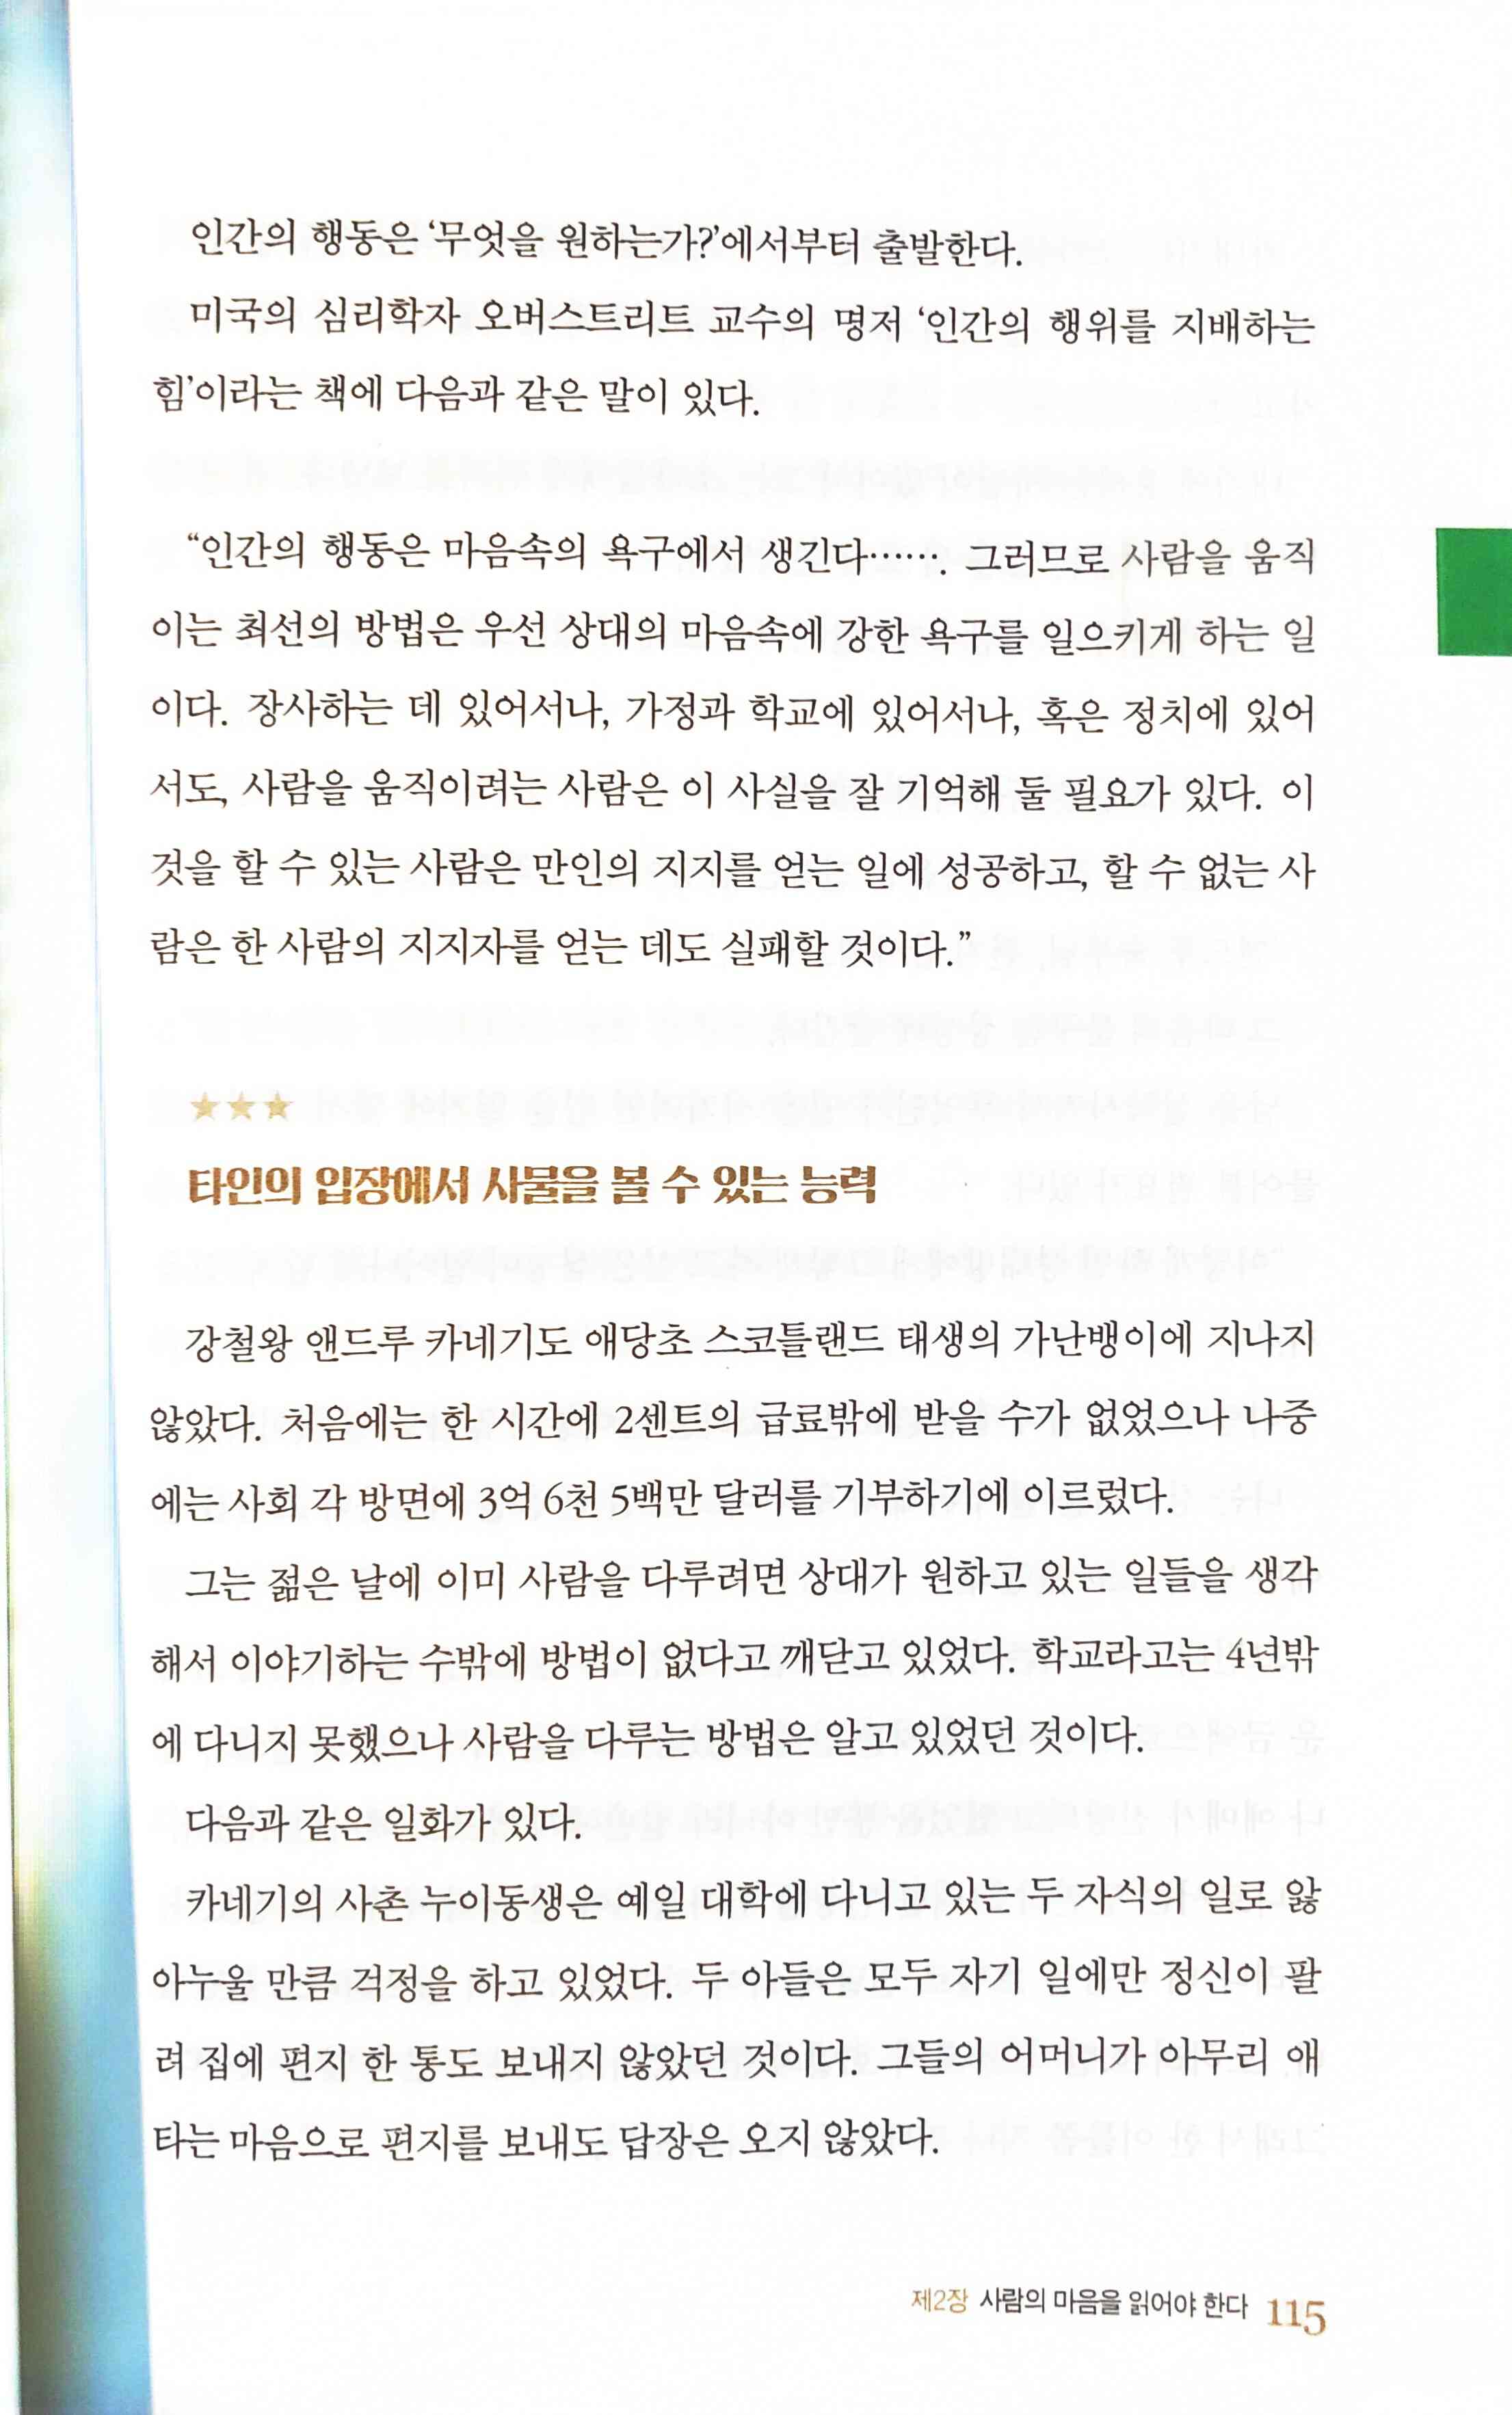 인간의 행동은 ‘무엇을 원하는가?’에서부터 출발한다.
미국의 심리학자 오버스트리트 교수의 명저 ‘인간의 행위를 지배하는
힘’이라는 책에 다음과 같은 말이 있다.
“인간의 행동은 마음속의 욕구에서 생긴다……. 그러므로 사람을 움직
이는 최선의 방법은 우선 상대의 마음속에 강한 욕구를 일으키게 하는 일
이다. 장사하는 데 있어서나, 가정과 학교에 있어서나, 혹은 정치에 있어
서도, 사람을 움직이려는 사람은 이 사실을 잘 기억해 둘 필요가 있다. 이
것을 할 수 있는 사람은 만인의 지지를 얻는 일에 성공하고, 할 수 없는 사
람은 한 사람의 지지자를 얻는 데도 실패할 것이다.”
★★★
타인의 입장에서 사물을 볼 수 있는 능력
강철왕 앤드루 카네기도 애당초 스코틀랜드 태생의 가난뱅이에 지나지
않았다. 처음에는 한 시간에 2센트의 급료밖에 받을 수가 없었으나 나중
에는 사회 각 방면에 3억 6천 5백만 달러를 기부하기에 이르렀다.
그는 젊은 날에 이미 사람을 다루려면 상대가 원하고 있는 일들을 생각
해서 이야기하는 수밖에 방법이 없다고 깨닫고 있었다. 학교라고는 4년밖
에 다니지 못했으나 사람을 다루는 방법은 알고 있었던 것이다.
다음과 같은 일화가 있다.
카네기의 사촌 누이동생은 예일 대학에 다니고 있는 두 자식의 일로 앓
아누울 만큼 걱정을 하고 있었다. 두 아들은 모두 자기 일에만 정신이 팔
려 집에 편지 한 통도 보내지 않았던 것이다. 그들의 어머니가 아무리 애
타는 마음으로 편지를 보내도 답장은 오지 않았다.
제2장 사람의 마음을 읽어야 한다 115